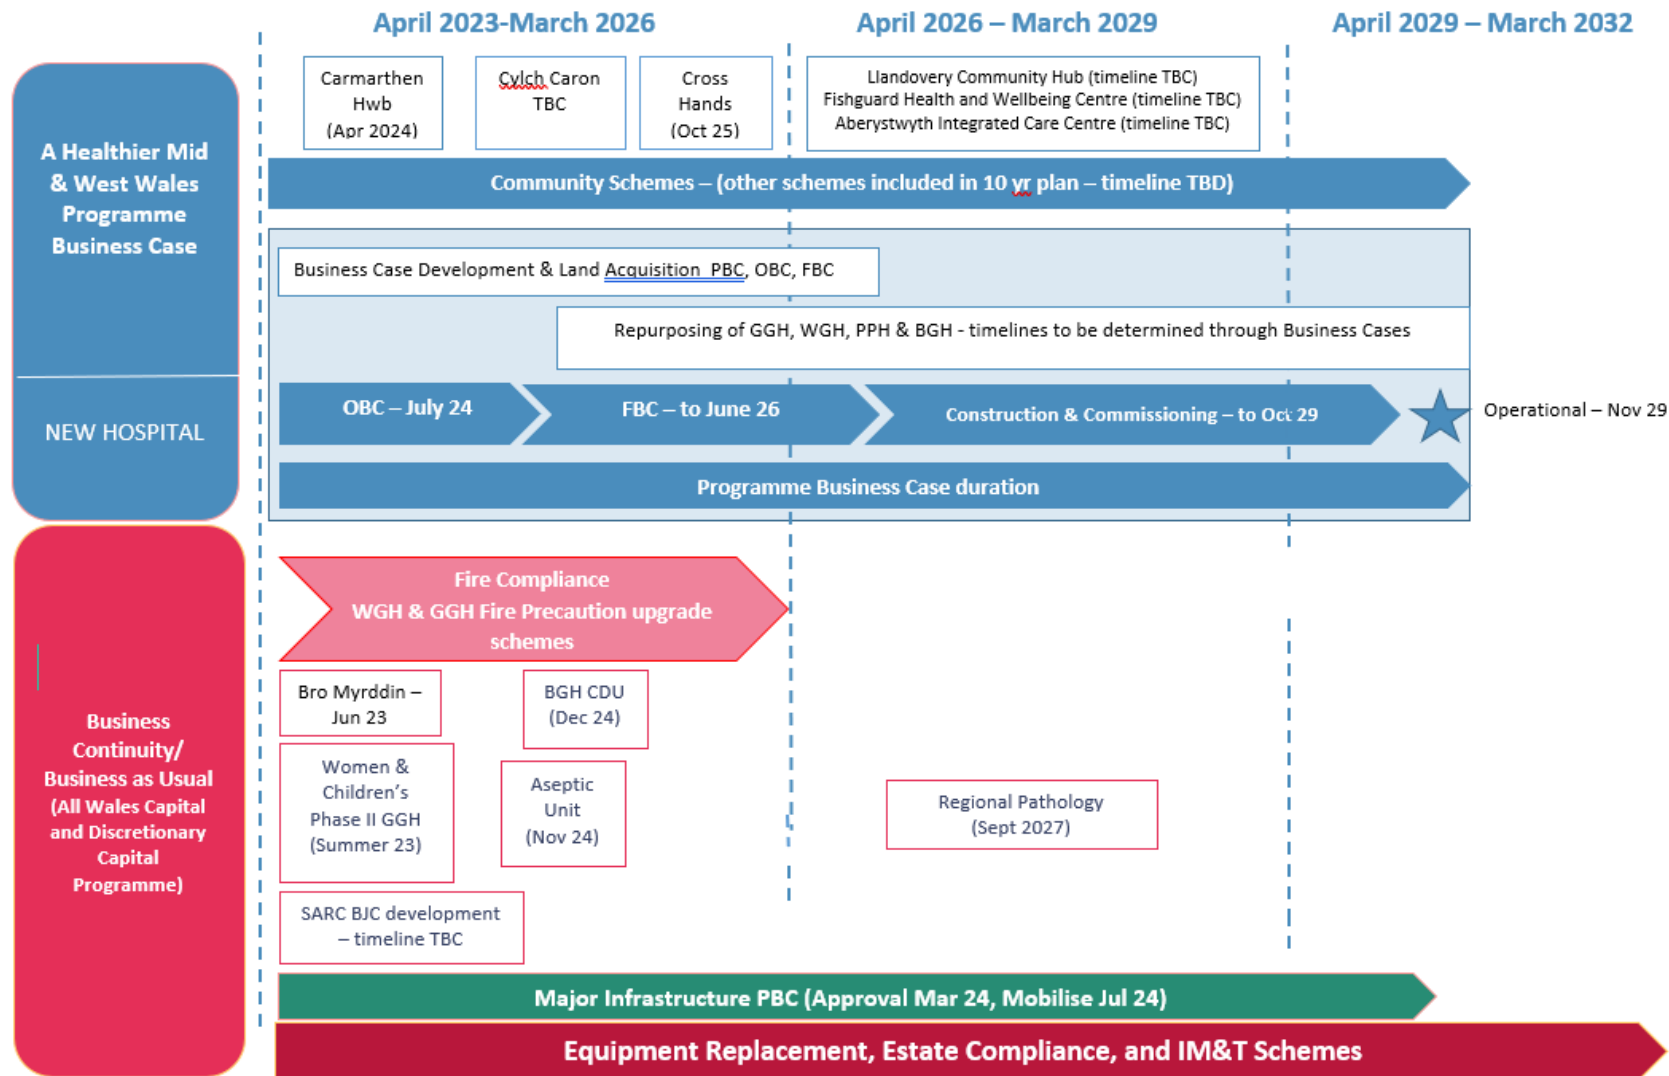 April 2023-March 2026
April 2026 – March 2029
April 2029 – March 2032
A Healthier Mid
& West Wales
Programme
Business Case
NEW HOSPITAL
Carmarthen
Hwb
(Apr 2024)
Cylch Caron
TBC
Cross
Hands
(Oct 25)
Llandovery Community Hub (timeline TBC)
Fishguard Health and Wellbeing Centre (timeline TBC)
Aberystwyth Integrated Care Centre (timeline TBC)
Community Schemes – (other schemes included in 10 yr plan – timeline TBD)
Business Case Development & Land Acquisition  PBC, OBC, FBC
Repurposing of GGH, WGH, PPH & BGH - timelines to be determined through Business Cases
OBC – July 24
FBC – to June 26
Construction & Commissioning – to Oct 29
Operational – Nov 29
Programme Business Case duration
Business
Continuity/
Business as Usual
(All Wales Capital
and Discretionary
Capital
Programme)
Fire Compliance
WGH & GGH Fire Precaution upgrade
schemes
Bro Myrddin –
Jun 23
BGH CDU
(Dec 24)
Women &
Children’s
Phase II GGH
(Summer 23)
Aseptic
Unit
(Nov 24)
Regional Pathology
(Sept 2027)
SARC BJC development
– timeline TBC
Major Infrastructure PBC (Approval Mar 24, Mobilise Jul 24)
Equipment Replacement, Estate Compliance, and IM&T Schemes